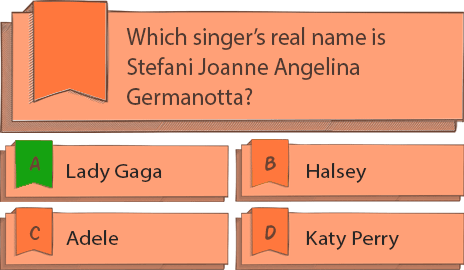 Which singer’s real name is
Stefani Joanne Angelina
Germanotta?
A Lady Gaga
B Halsey
C Adele
D Katy Perry